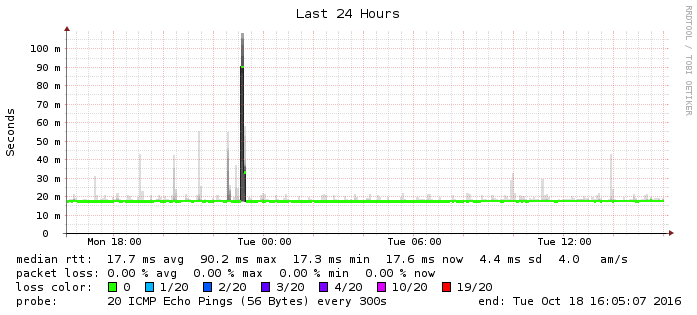 Last 24 Hours
RRDTOOL / TOBI OETIKER
Seconds
100 m
90 m
80 m
70 m
60 m
50 m
40 m
30 m
20 m
10 m
0
Mon 18:00 Tue 00:00 Tue 06:00 Tue 12:00
median rtt: 17.7 ms avg 90.2 ms max 17.3 ms min 17.6 ms now 4.4 ms sd 4.0 am/s
packet loss: 0.00 % avg 0.00 % max 0.00 % min 0.00 % now
loss color: 0 1/20 2/20 3/20 4/20 10/20 19/20
probe: 20 ICMP Echo Pings (56 Bytes) every 300s end: Tue Oct 18 16:05:07 2016